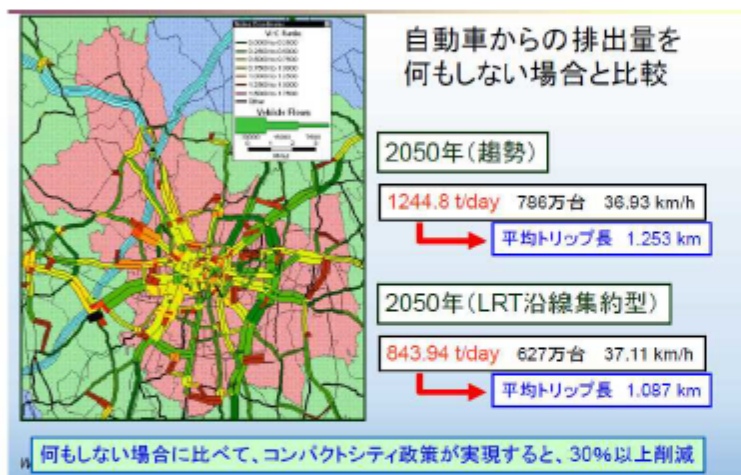 自動車からの排出量を
何もしない場合と比較
V/C Ratio
Vehicle Flows
2050年(趨勢)
1244.8 t/day 786万台 36.93 km/h
平均トリップ長 1.253 km
2050年(LRT沿線集約型)
843.94 t/day 627万台 37.11 km/h
平均トリップ長 1.087 km
何もしない場合に比べて、コンパクトシティ政策が実現すると、30%以上削減